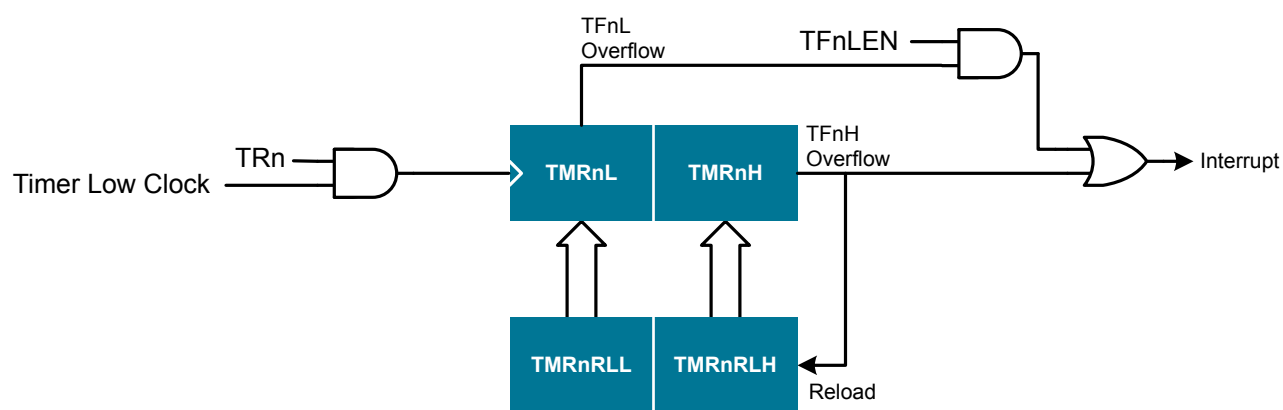 TFnL
Overflow
TFnLEN
TRn
Timer Low Clock
TMRnL
TMRnH
TFnH
Overflow
Interrupt
TMRnRLL
TMRnRLH
Reload